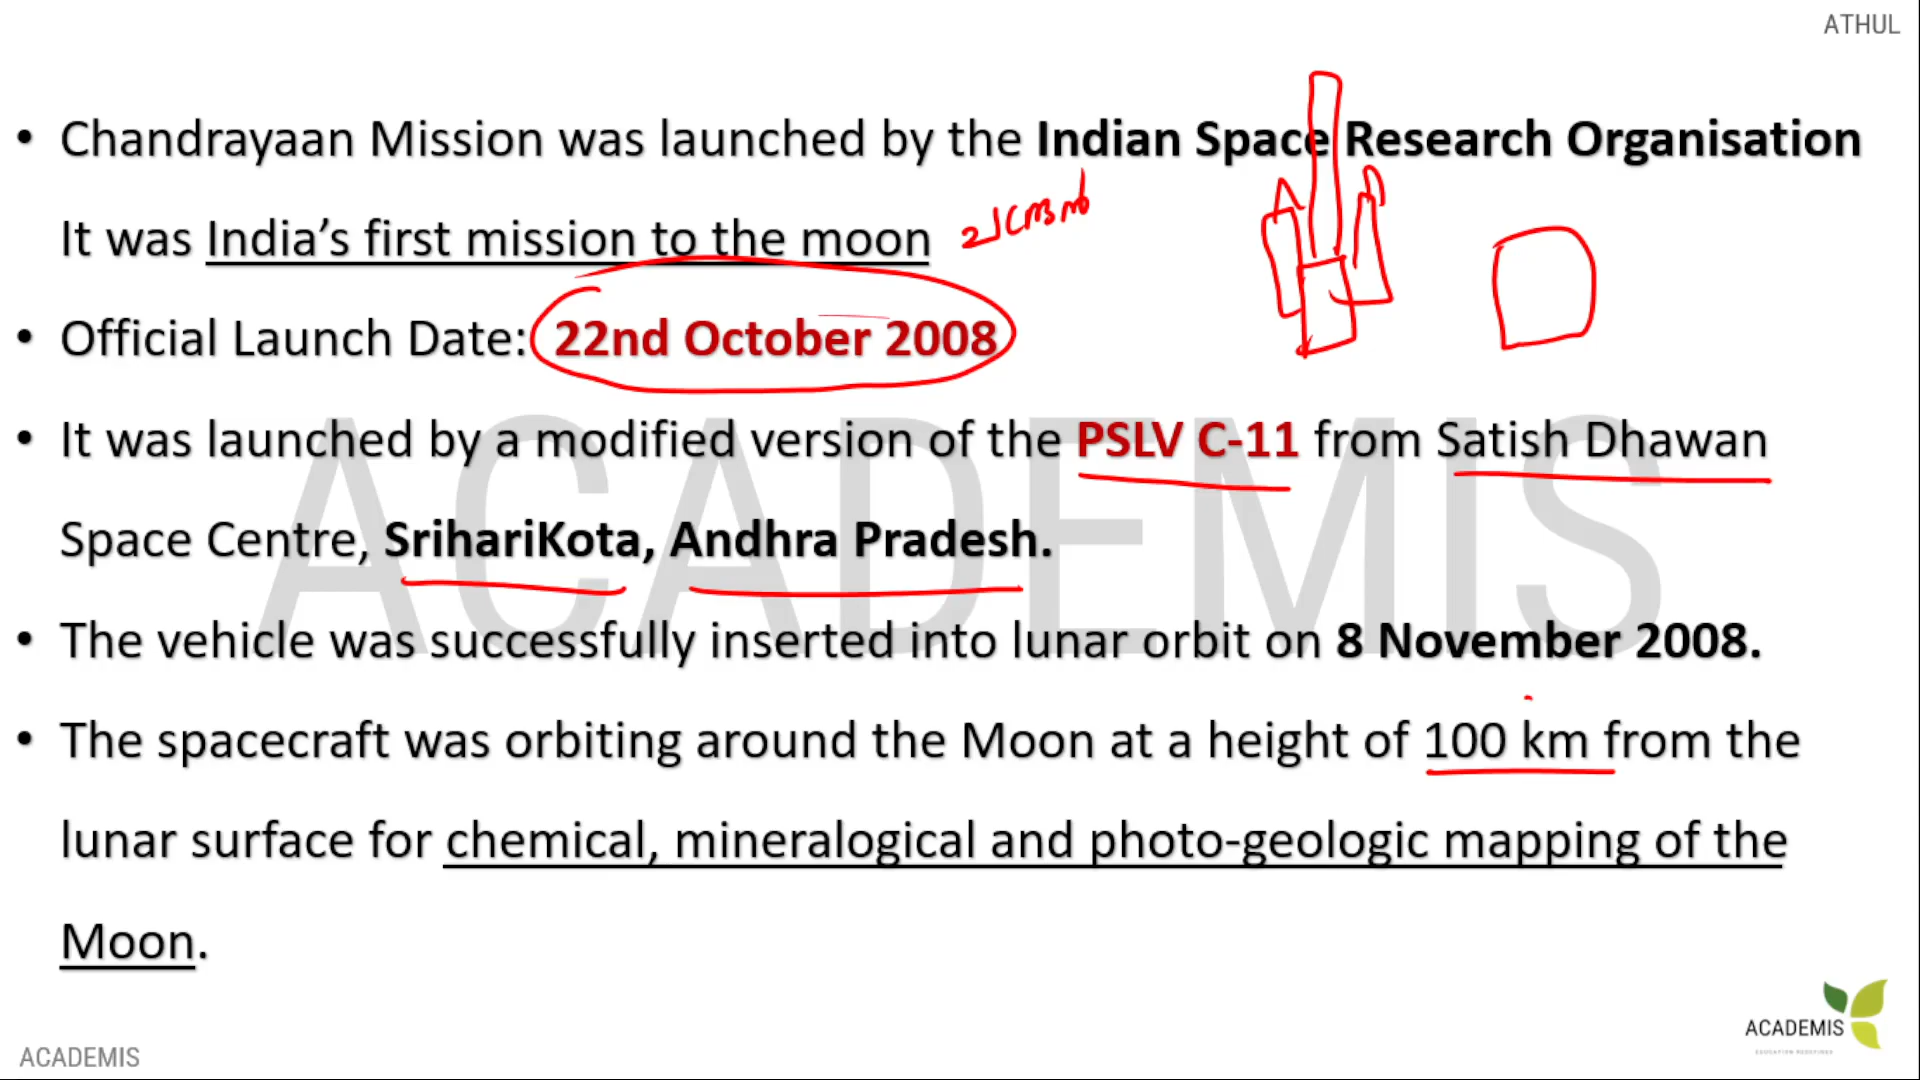 ATHUL
• Chandrayaan Mission was launched by the Indian Space Research Organisation
It was India’s first mission to the moon
• Official Launch Date: 22nd October 2008
• It was launched by a modified version of the PSLV C-11 from Satish Dhawan
Space Centre, SrihariKota, Andhra Pradesh.
• The vehicle was successfully inserted into lunar orbit on 8 November 2008.
• The spacecraft was orbiting around the Moon at a height of 100 km from the
lunar surface for chemical, mineralogical and photo-geologic mapping of the
Moon.
ACADEMIS
ACADEMIS
EDUCATION REDEFINED
ACADEMIS